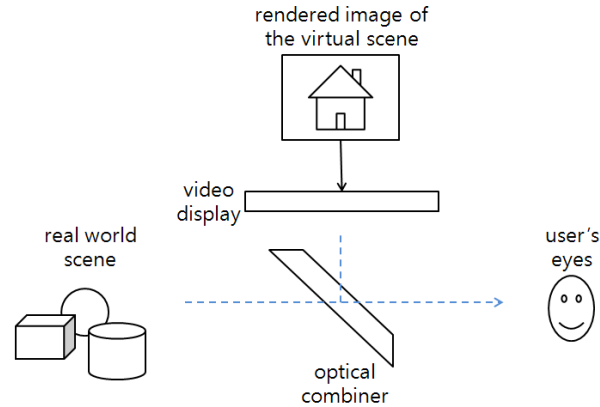 rendered image of
the virtual scene
video
display
real world
scene
user's
eyes
optical
combiner